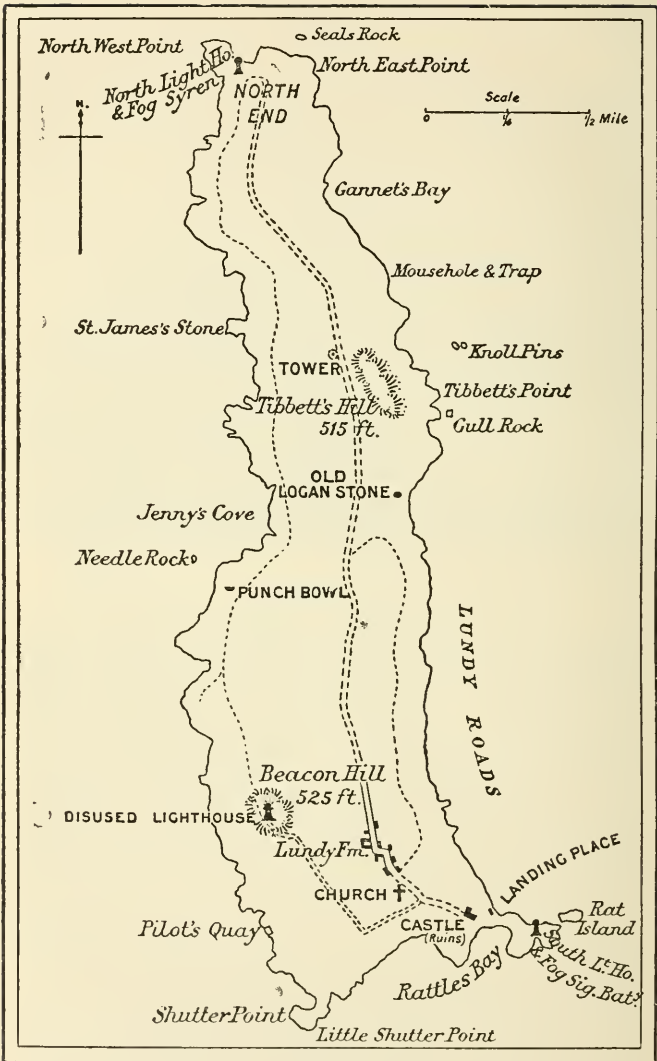 Seals Rock
North West Point
North East Point
North Light Ho.
& Fog Syren
NORTH
END
N.
Scale
0 ¼ ½ Mile
Gannet's Bay
Mousehole & Trap
St. James's Stone
Knoll Pins
TOWER
Tibbett's Point
Tibbett's Hill
515 ft.
Gull Rock
OLD
LOGAN STONE
Jenny's Cove
Needle Rock
PUNCH BOWL
LUNDY ROADS
Beacon Hill
525 ft.
DISUSED LIGHTHOUSE
Lundy Fm.
LANDING PLACE
CHURCH
CASTLE
(Ruins)
Rat
Island
Pilot's Quay
South Lt. Ho.
& Fog Sig. Baty.
Rattles Bay
Shutter Point
Little Shutter Point